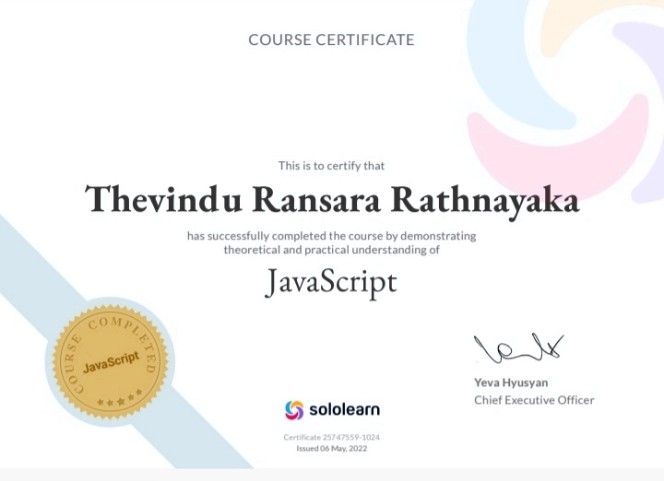 COURSE CERTIFICATE
This is to certify that
Thevindu Ransara Rathnayaka
has successfully completed the course by demonstrating
theoretical and practical understanding of
JavaScript
COURSE COMPLETED
JavaScript
Yeva Hyusyan
Chief Executive Officer
sololearn
Certificate 25747559-1024
Issued 06 May, 2022